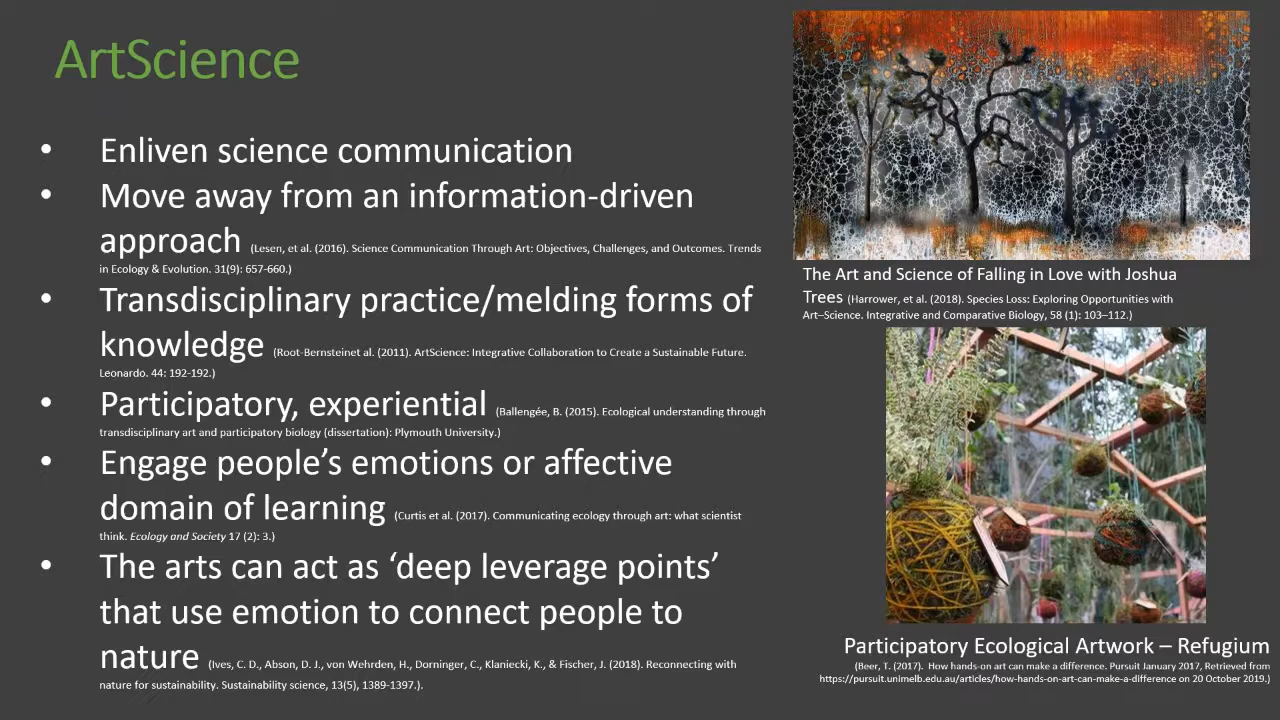 ArtScience
• Enliven science communication
• Move away from an information-driven
approach (Lesen, et al. (2016). Science Communication Through Art: Objectives, Challenges, and Outcomes. Trends
in Ecology & Evolution. 31(9): 657-660.)
• Transdisciplinary practice/melding forms of
knowledge (Root-Bernsteinet al. (2011). ArtScience: Integrative Collaboration to Create a Sustainable Future.
Leonardo. 44: 192-192.)
• Participatory, experiential (Ballengée, B. (2015). Ecological understanding through
transdisciplinary art and participatory biology (dissertation): Plymouth University.)
• Engage people’s emotions or affective
domain of learning (Curtis et al. (2017). Communicating ecology through art: what scientist
think. Ecology and Society 17 (2): 3.)
• The arts can act as ‘deep leverage points’
that use emotion to connect people to
nature (Ives, C. D., Abson, D. J., von Wehrden, H., Dorninger, C., Klaniecki, K., & Fischer, J. (2018). Reconnecting with
nature for sustainability. Sustainability science, 13(5), 1389-1397.).
The Art and Science of Falling in Love with Joshua
Trees (Harrower, et al. (2018). Species Loss: Exploring Opportunities with
Art–Science. Integrative and Comparative Biology, 58 (1): 103–112.)
Participatory Ecological Artwork – Refugium
(Beer, T. (2017). How hands-on art can make a difference. Pursuit January 2017, Retrieved from
https://pursuit.unimelb.edu.au/articles/how-hands-on-art-can-make-a-difference on 20 October 2019.)